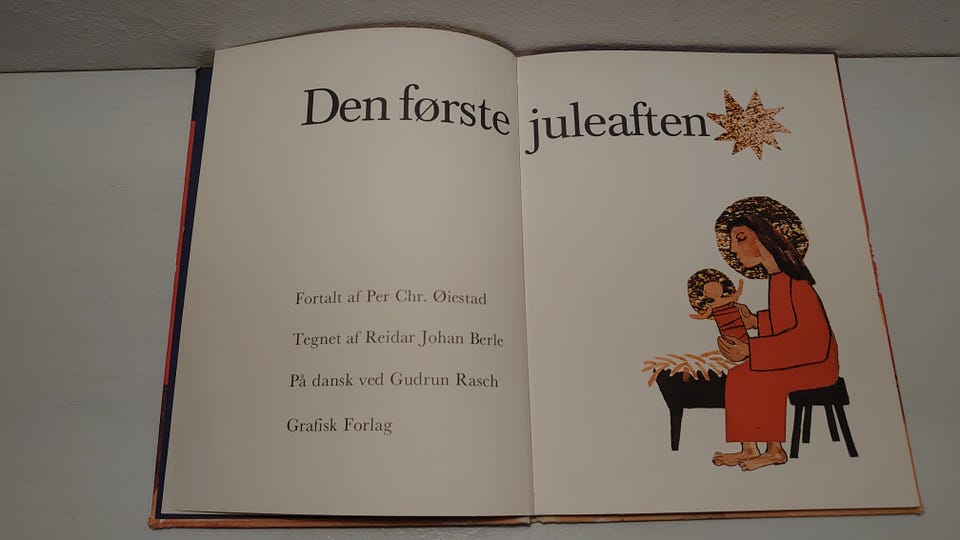 Den første juleaften
Fortalt af Per Chr. Øiestad
Tegnet af Reidar Johan Berle
På dansk ved Gudrun Rasch
Grafisk Forlag